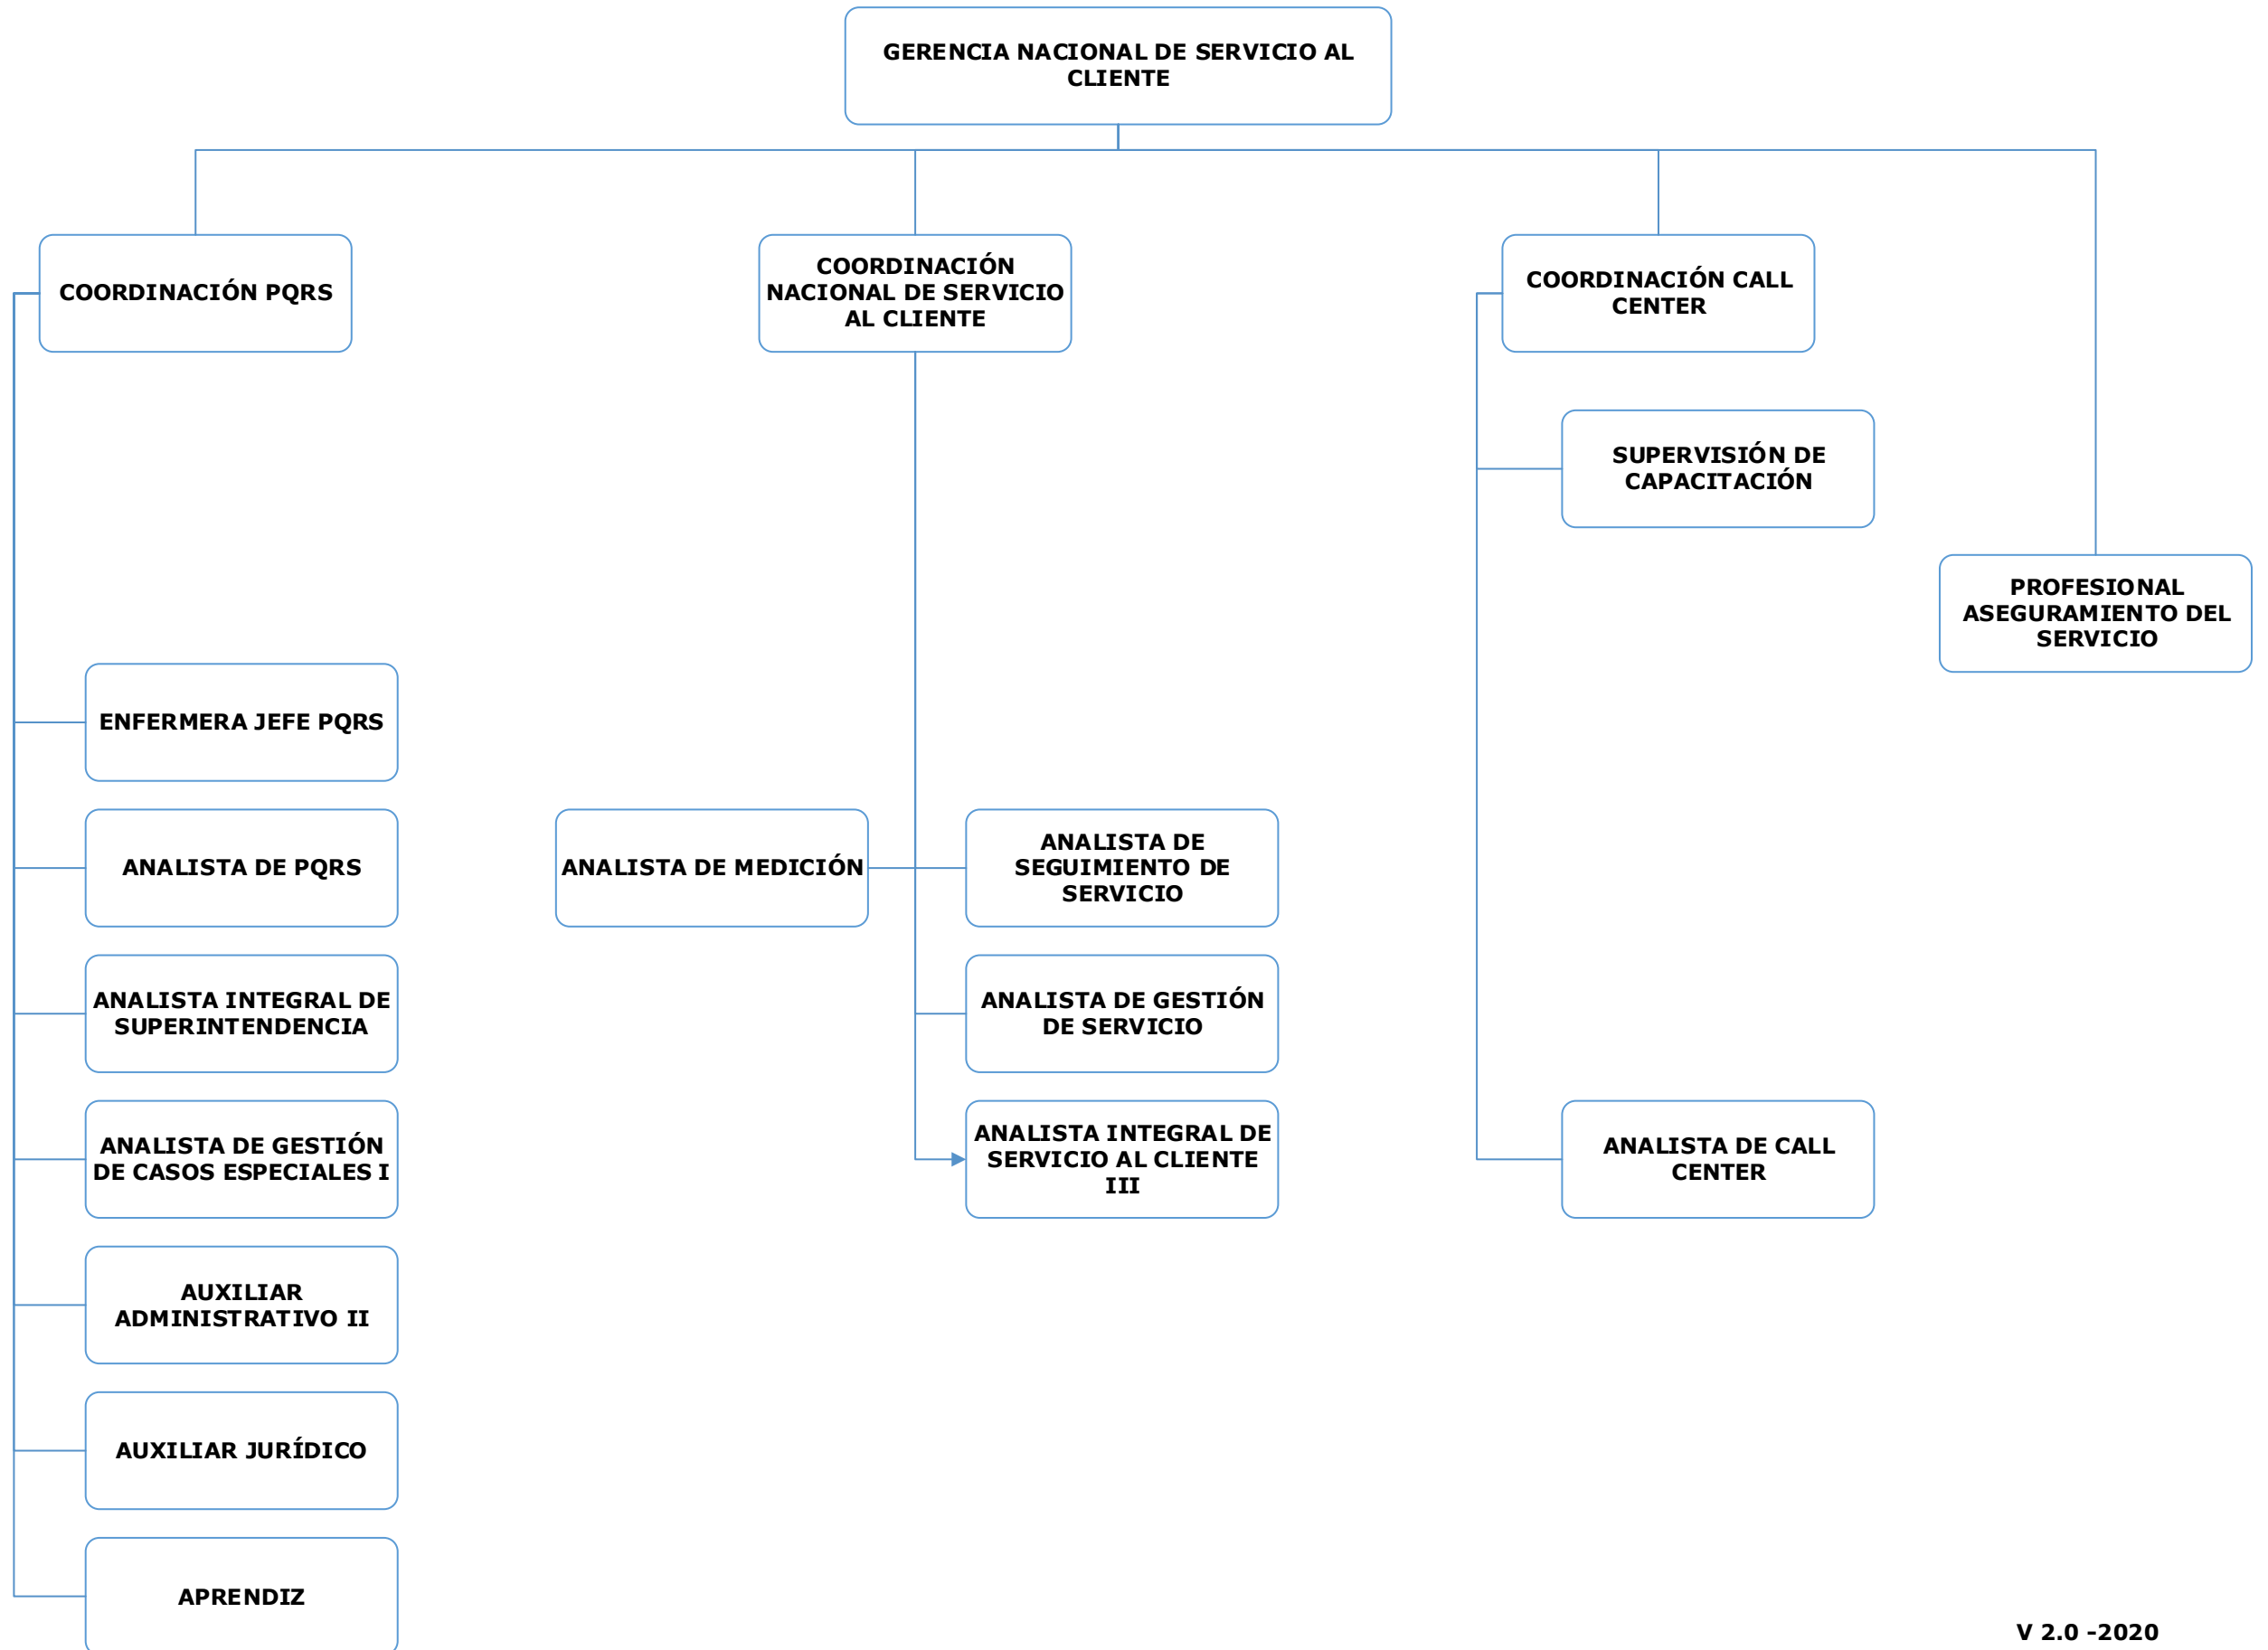 GERENCIA NACIONAL DE SERVICIO AL
CLIENTE
COORDINACIÓN PQRS
COORDINACIÓN
NACIONAL DE SERVICIO
AL CLIENTE
COORDINACIÓN CALL
CENTER
SUPERVISIÓN DE
CAPACITACIÓN
PROFESIONAL
ASEGURAMIENTO DEL
SERVICIO
ENFERMERA JEFE PQRS
ANALISTA DE PQRS
ANALISTA DE MEDICIÓN
ANALISTA DE
SEGUIMIENTO DE
SERVICIO
ANALISTA INTEGRAL DE
SUPERINTENDENCIA
ANALISTA DE GESTIÓN
DE SERVICIO
ANALISTA DE GESTIÓN
DE CASOS ESPECIALES I
ANALISTA INTEGRAL DE
SERVICIO AL CLIENTE
III
ANALISTA DE CALL
CENTER
AUXILIAR
ADMINISTRATIVO II
AUXILIAR JURÍDICO
APRENDIZ
V 2.0 -2020